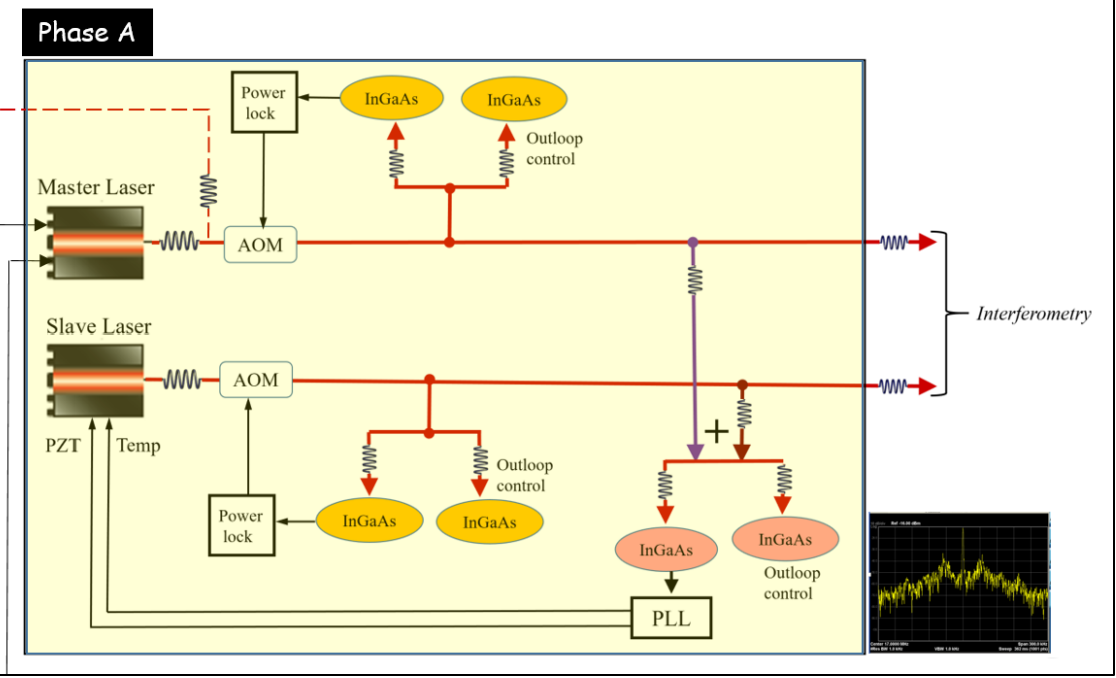 Phase A
Power
lock
InGaAs
InGaAs
Outloop
control
Master Laser
AOM
Slave Laser
AOM
Interferometry
PZT
Temp
+
Outloop
control
Power
lock
InGaAs
InGaAs
InGaAs
InGaAs
Outloop
control
PLL